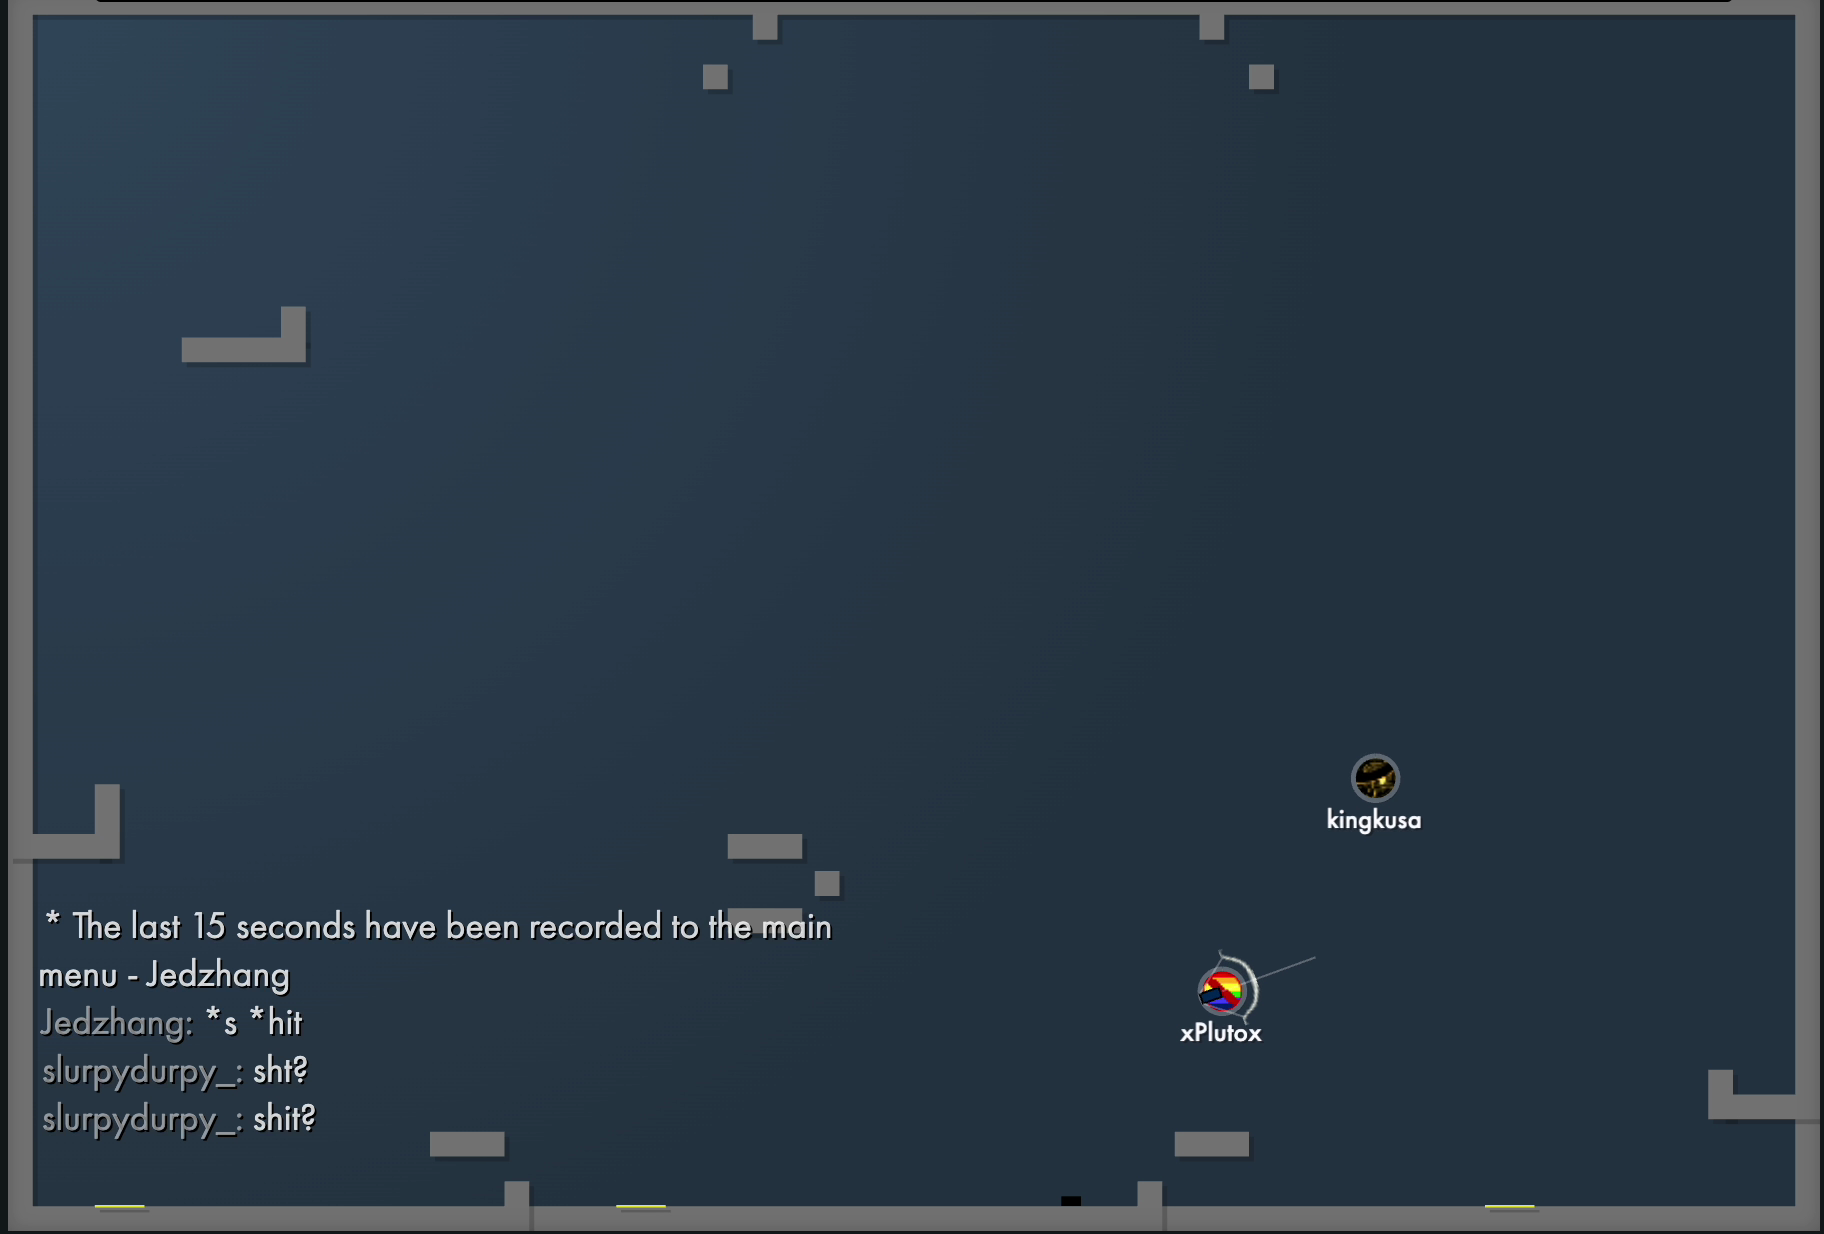 kingkusa
* The last 15 seconds have been recorded to the main
menu - Jedzhang
Jedzhang: *s *hit
xPlutox
slurpydurpy_: sht?
slurpydurpy_: shit?